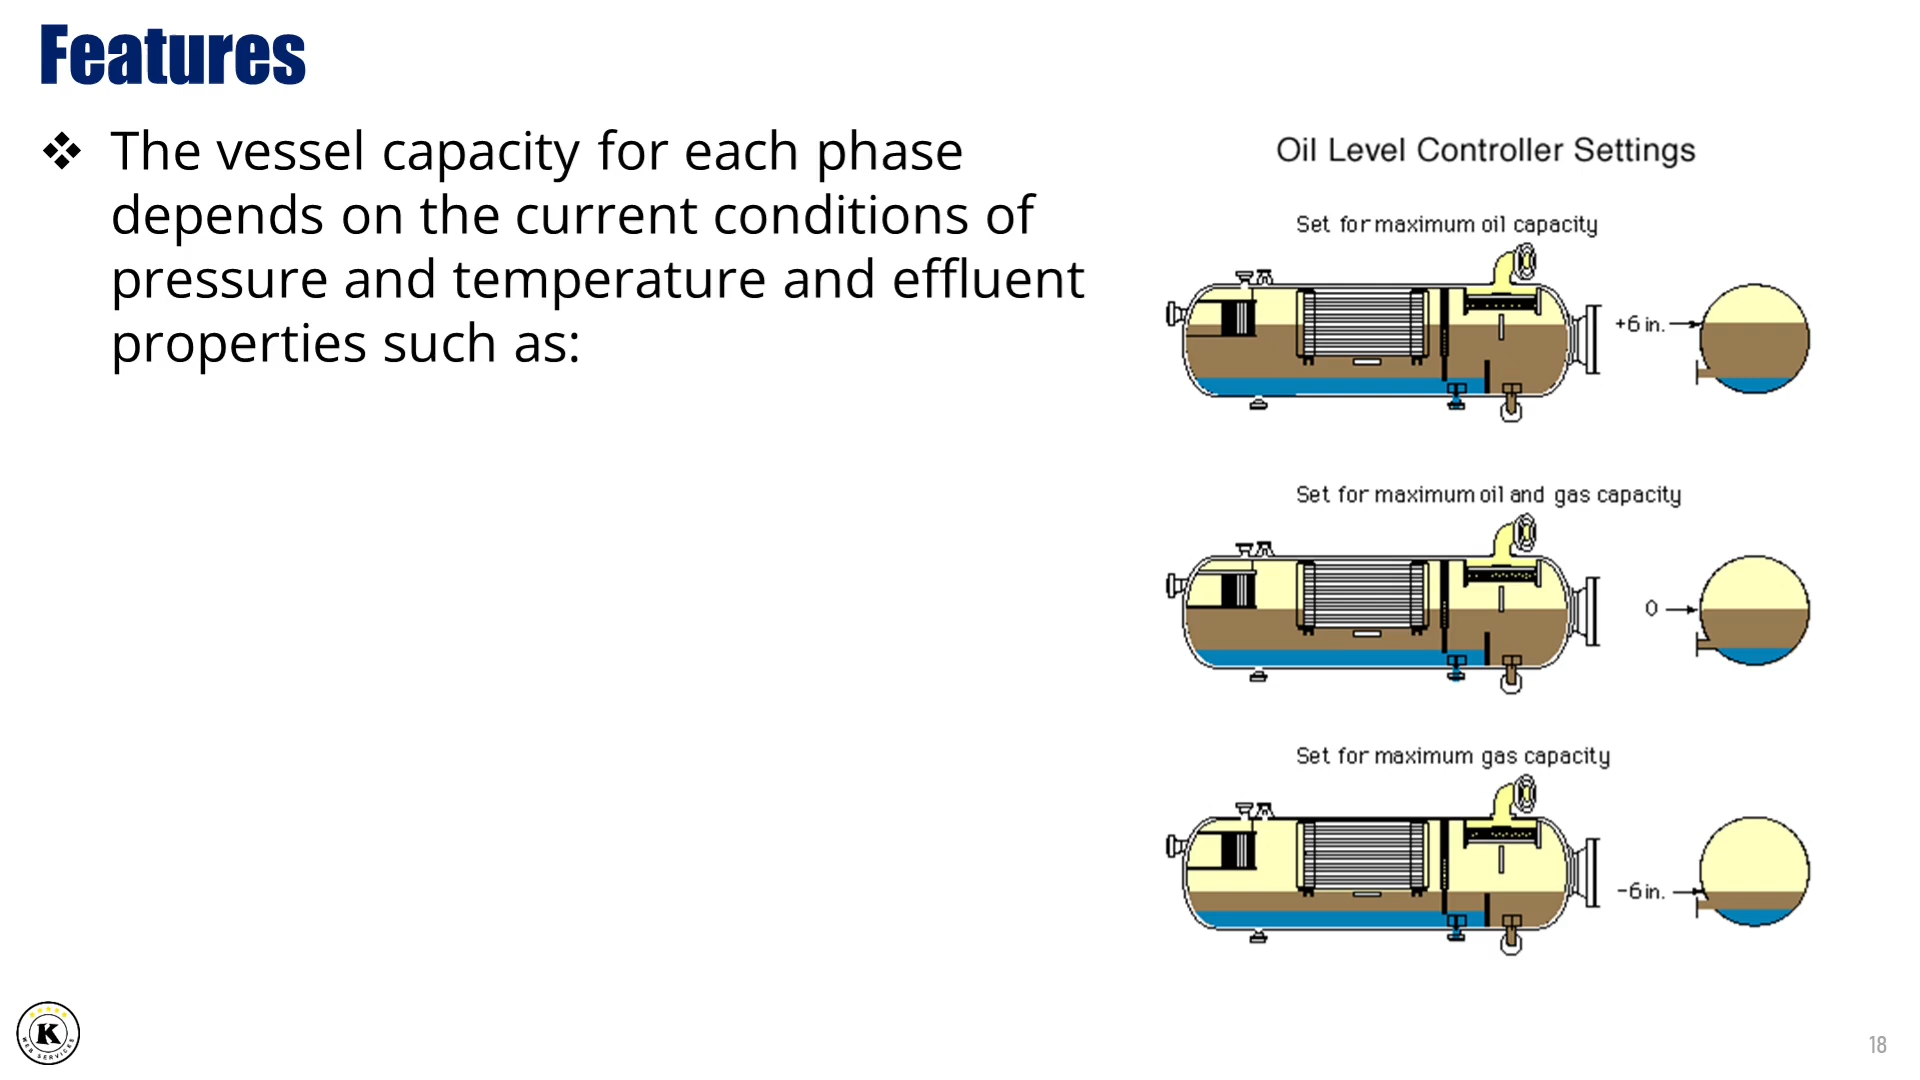 Features
❖ The vessel capacity for each phase
depends on the current conditions of
pressure and temperature and effluent
properties such as:
Oil Level Controller Settings
Set for maximum oil capacity
+6 in.
Set for maximum oil and gas capacity
0
Set for maximum gas capacity
-6 in.
K
WEB SERVICES
18